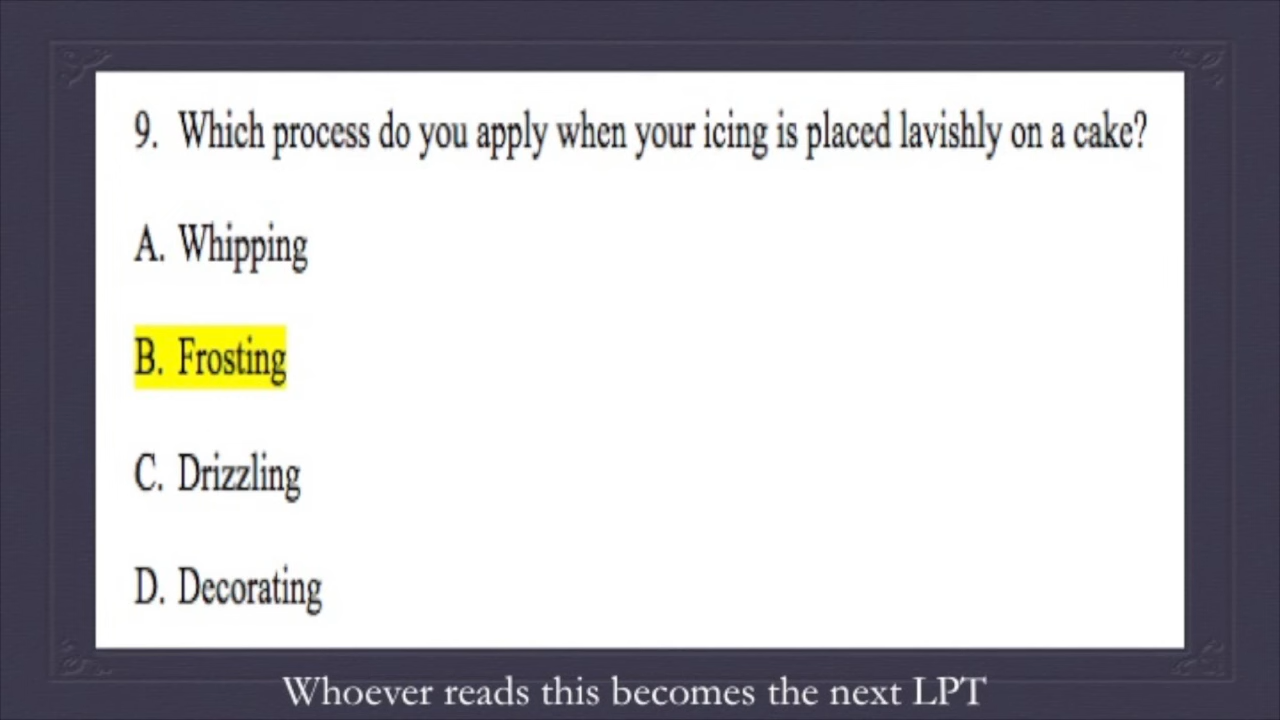 9. Which process do you apply when your icing is placed lavishly on a cake?
A. Whipping
B. Frosting
C. Drizzling
D. Decorating
Whoever reads this becomes the next LPT